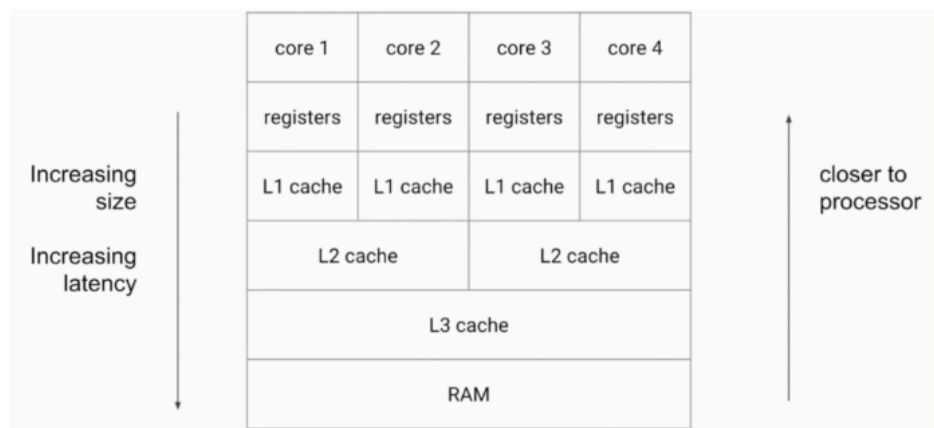 core 1
core 2
core 3
core 4
registers
registers
registers
registers
L1 cache
L1 cache
L1 cache
L1 cache
L2 cache
L2 cache
L3 cache
RAM
Increasing
size
Increasing
latency
closer to
processor